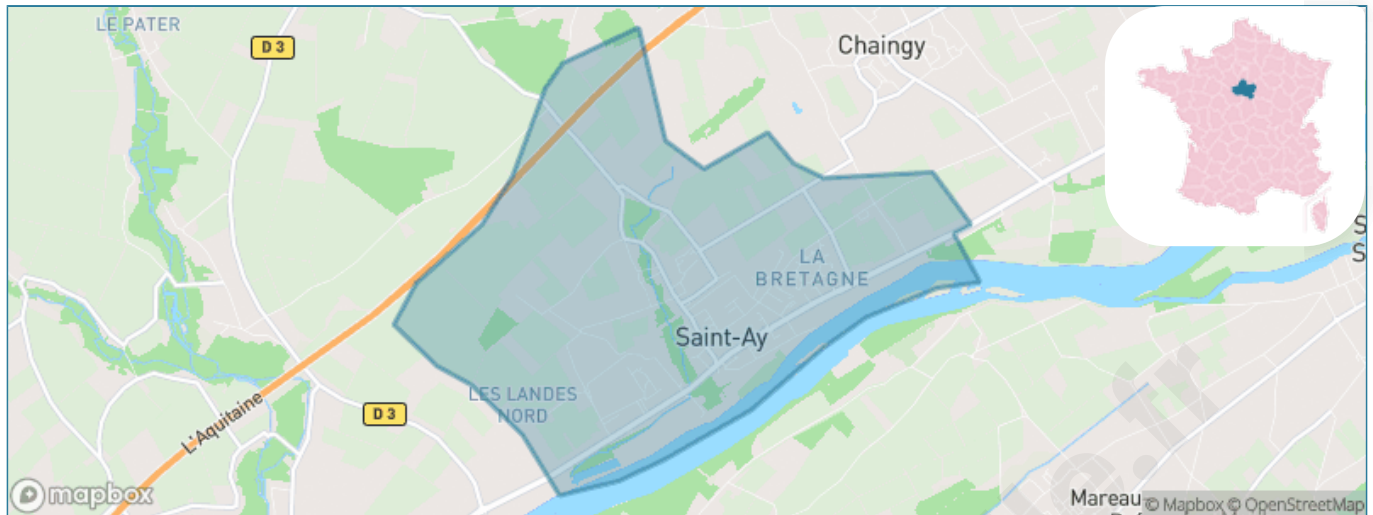 LE PATER
D 3
Chaingy
LA
BRETAGNE
Saint-Ay
LES LANDES
NORD
D 3
L'Aquitaine
Mareau
mapbox
© Mapbox © OpenStreetMap